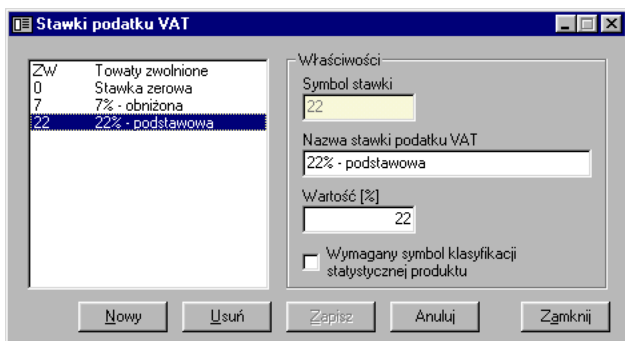 Stawki podatku VAT
ZW Towaty zwolnione
0 Stawka zerowa
7 7% - obniżona
22 22% - podstawowa
Właściwości
Symbol stawki
22
Nazwa stawki podatku VAT
22% - podstawowa
Wartość [%]
22
Wymagany symbol klasyfikacji
statystycznej produktu
Nowy Usuń Zapisz Anuluj Zamknij